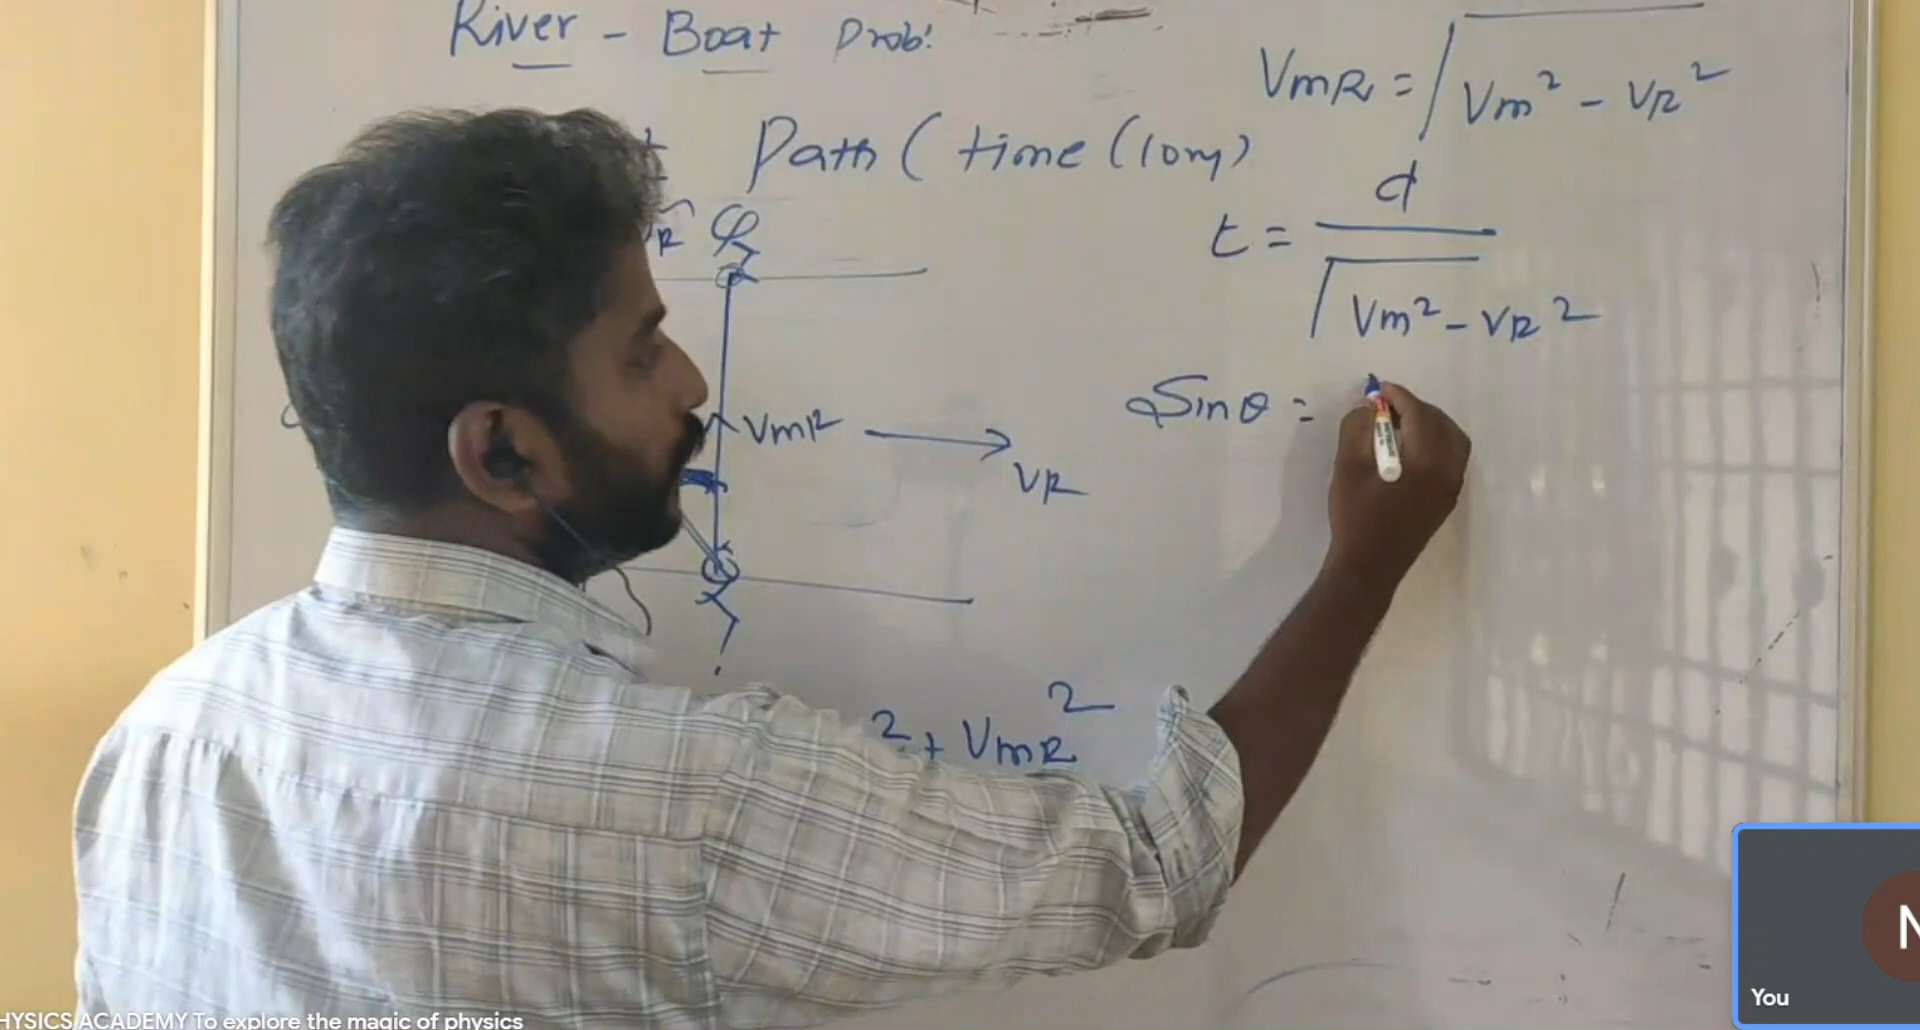 River - Boat Prob:
VmR = √Vm² - VR²
Path (time (long)
t = d / √Vm² - VR²
R
VmR
VR
Sinθ =
² + VmR²
HYSICS ACADEMY To explore the magic of physics
You
N